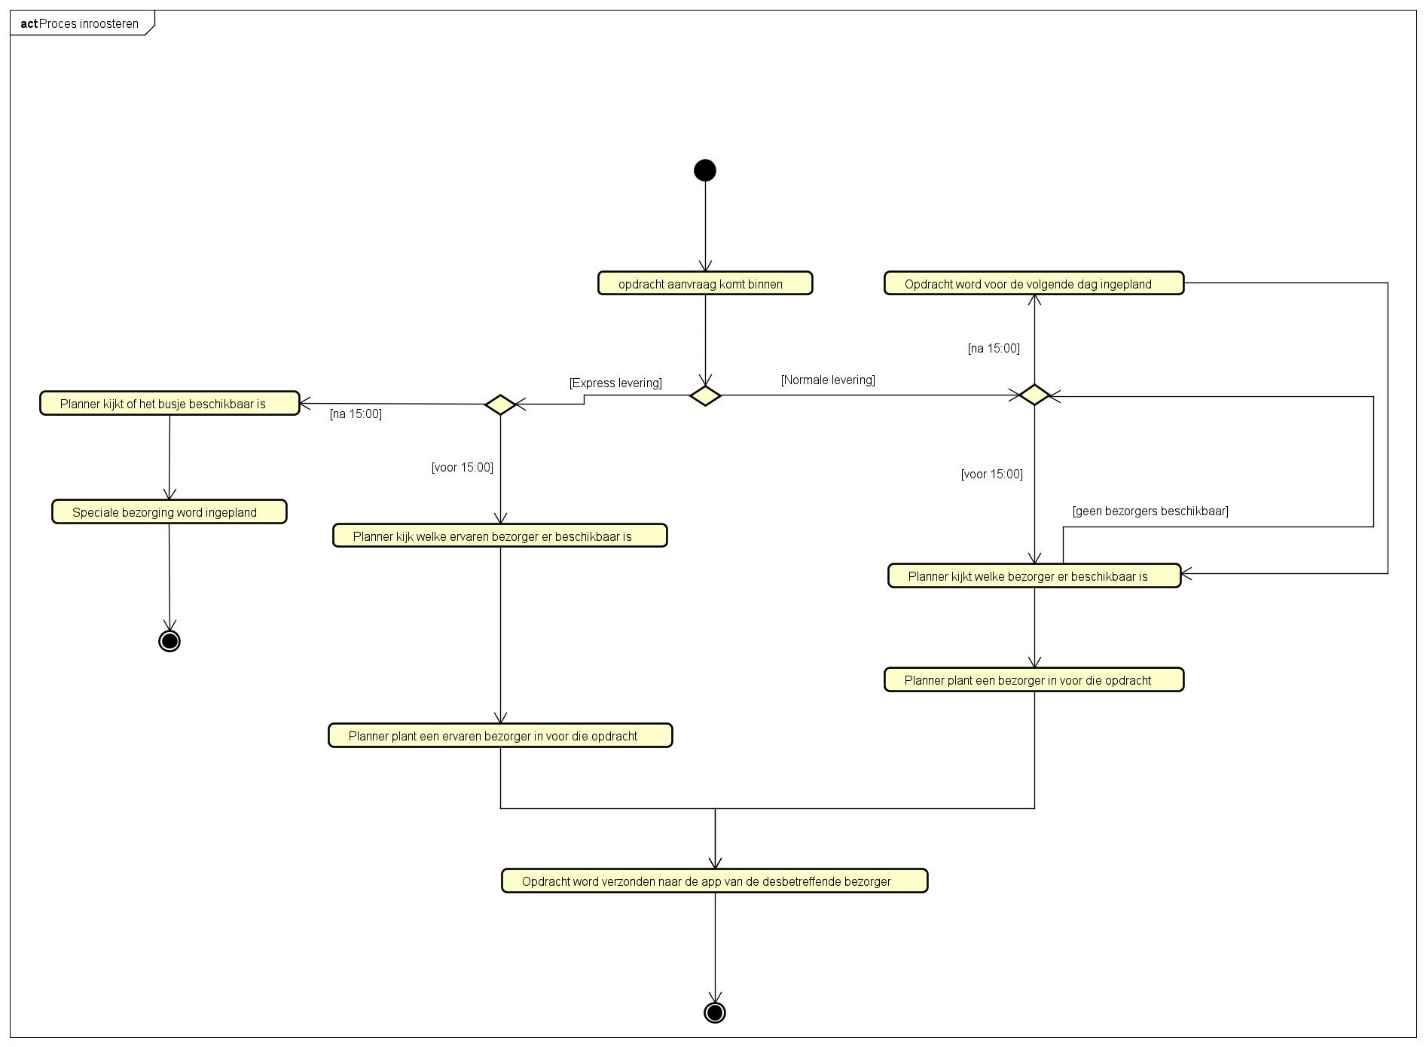 act Proces inroosteren
opdracht aanvraag komt binnen
Opdracht word voor de volgende dag ingepland
[na 15:00]
[Express levering]
[Normale levering]
Planner kijkt of het busje beschikbaar is
[na 15:00]
[voor 15:00]
[voor 15:00]
Speciale bezorging word ingepland
[geen bezorgers beschikbaar]
Planner kijk welke ervaren bezorger er beschikbaar is
Planner kijkt welke bezorger er beschikbaar is
Planner plant een bezorger in voor die opdracht
Planner plant een ervaren bezorger in voor die opdracht
Opdracht word verzonden naar de app van de desbetreffende bezorger